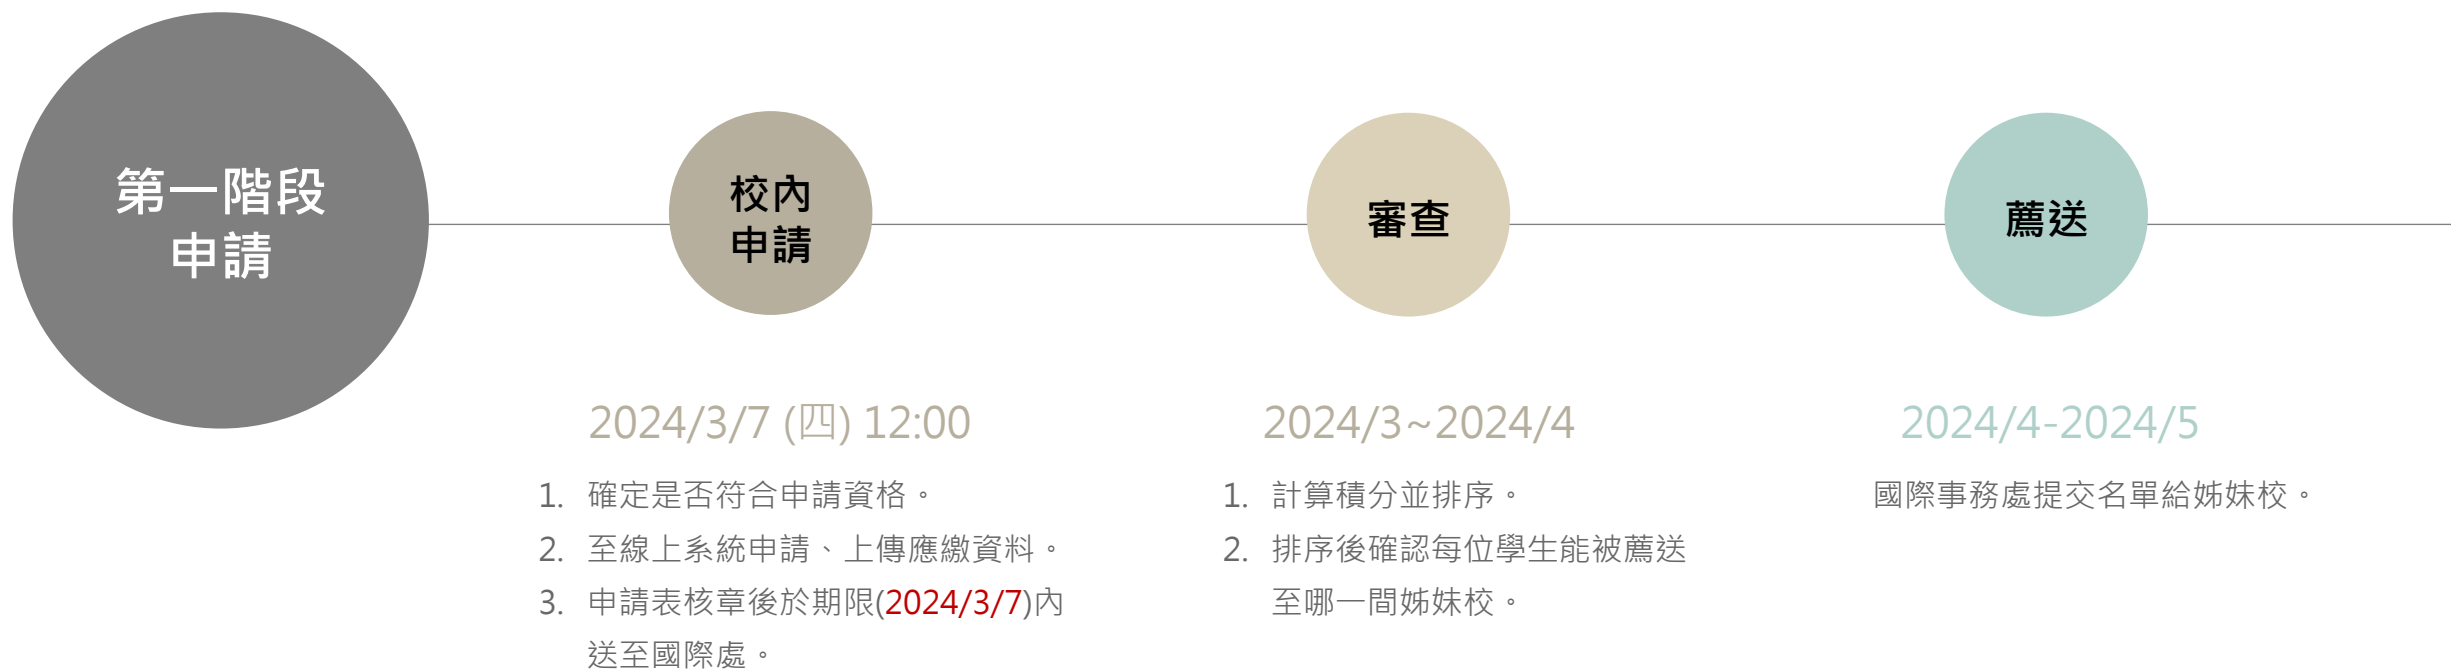 第一階段
申請
校內
申請
審查
薦送
2024/3/7 (四) 12:00
1. 確定是否符合申請資格。
2. 至線上系統申請、上傳應繳資料。
3. 申請表核章後於期限(2024/3/7)內
送至國際處。
2024/3~2024/4
1. 計算積分並排序。
2. 排序後確認每位學生能被薦送
至哪一間姊妹校。
2024/4-2024/5
國際事務處提交名單給姊妹校。